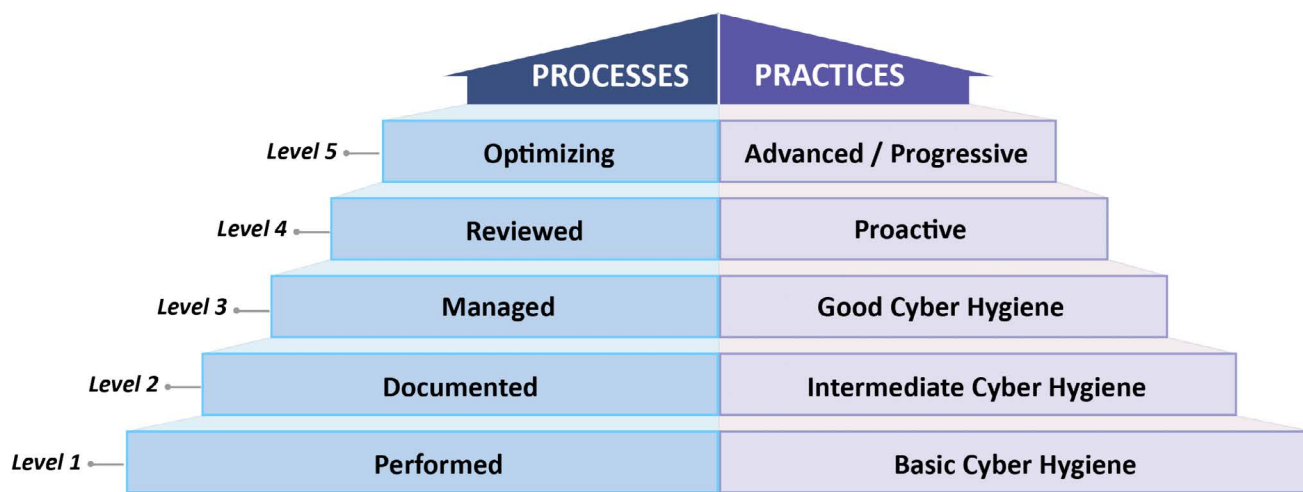 PROCESSES PRACTICES
Level 5 Optimizing Advanced / Progressive
Level 4 Reviewed Proactive
Level 3 Managed Good Cyber Hygiene
Level 2 Documented Intermediate Cyber Hygiene
Level 1 Performed Basic Cyber Hygiene